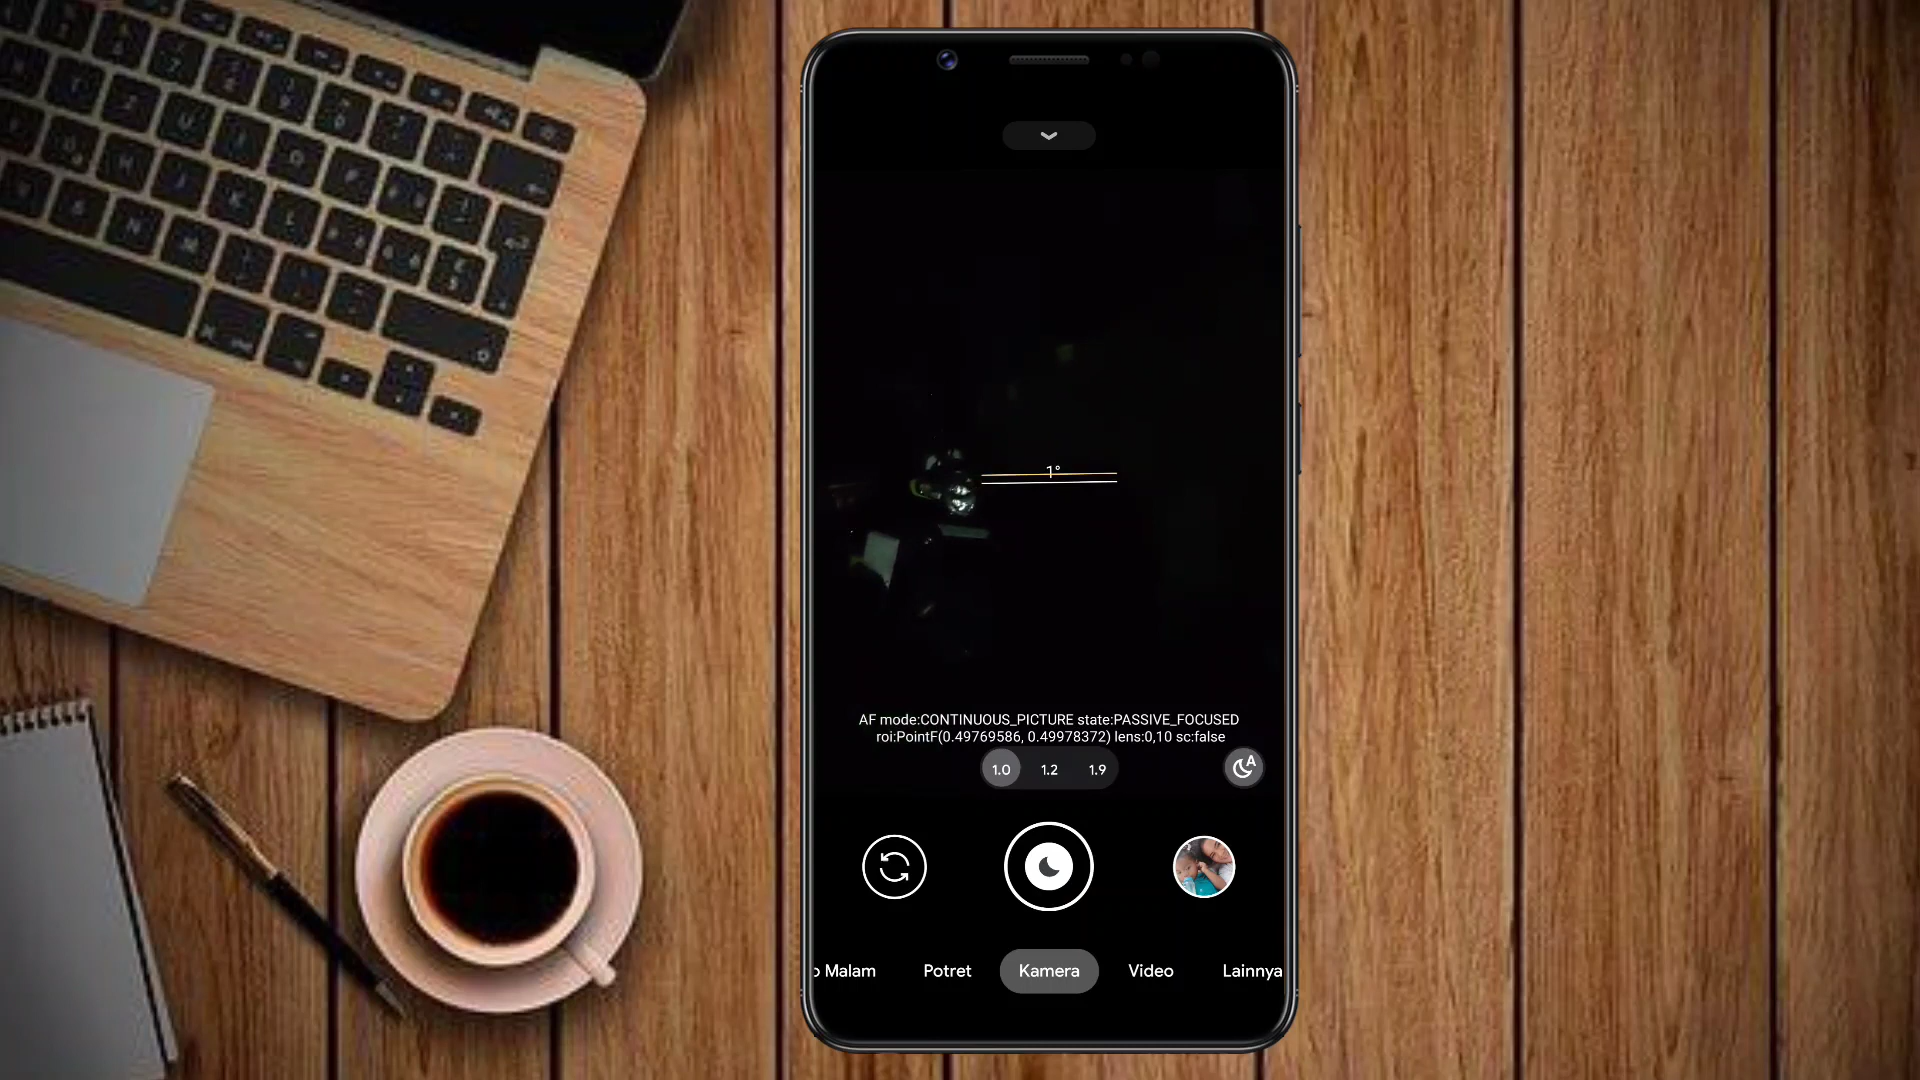 1°
AF mode:CONTINUOUS_PICTURE state:PASSIVE_FOCUSED
roi:PointF(0.49769586, 0.49978372) lens:0,10 sc:false
1.0 1.2 1.9
A
Malam Potret Kamera Video Lainnya